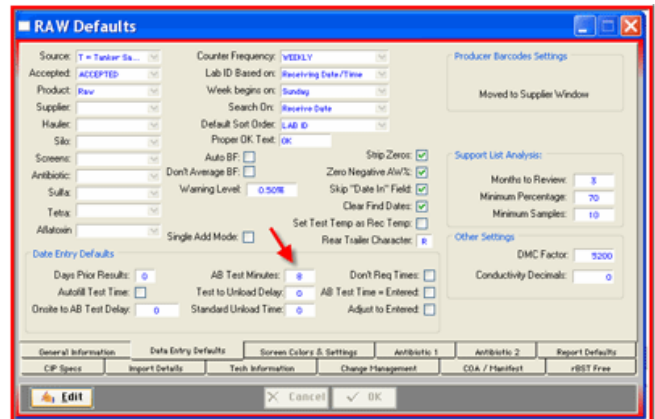 RAW Defaults
Source: T = Tanker Sa... Counter Frequency: WEEKLY Producer Barcodes Settings
Accepted: ACCEPTED Lab ID Based on: Receiving Date/Time
Product: Raw Week begins on: Sunday Moved to Supplier Window
Supplier: Search On: Receive Date
Hauler: Default Sort Order: LAB ID
Silo: Proper OK Text: OK
Screens: Auto BF: Strip Zeros: Support List Analysis:
Antibiotic: Don't Average BF: Zero Negative AW%:
Sulfa: Warning Level: 0.50% Skip "Date In" Field: Months to Review: 3
Tetra: Clear Find Dates: Minimum Percentage: 70
Aflatoxin Set Test Temp as Rec Temp: Minimum Samples: 10
Single Add Mode: Rear Trailer Character: R
Date Entry Defaults Other Settings
Days Prior Results: 0 AB Test Minutes: 8 Don't Req Times: DMC Factor: 5200
Autofill Test Time: Test to Unload Delay: 0 AB Test Time = Entered: Conductivity Decimals: 0
Onsite to AB Test Delay: 0 Standard Unload Time: 0 Adjust to Entered:
General Information Data Entry Defaults Screen Colors & Settings Antibiotic 1 Antibiotic 2 Report Defaults
CIP Specs Import Details Tech Information Change Management COA / Manifest rBST Free
Edit Cancel OK